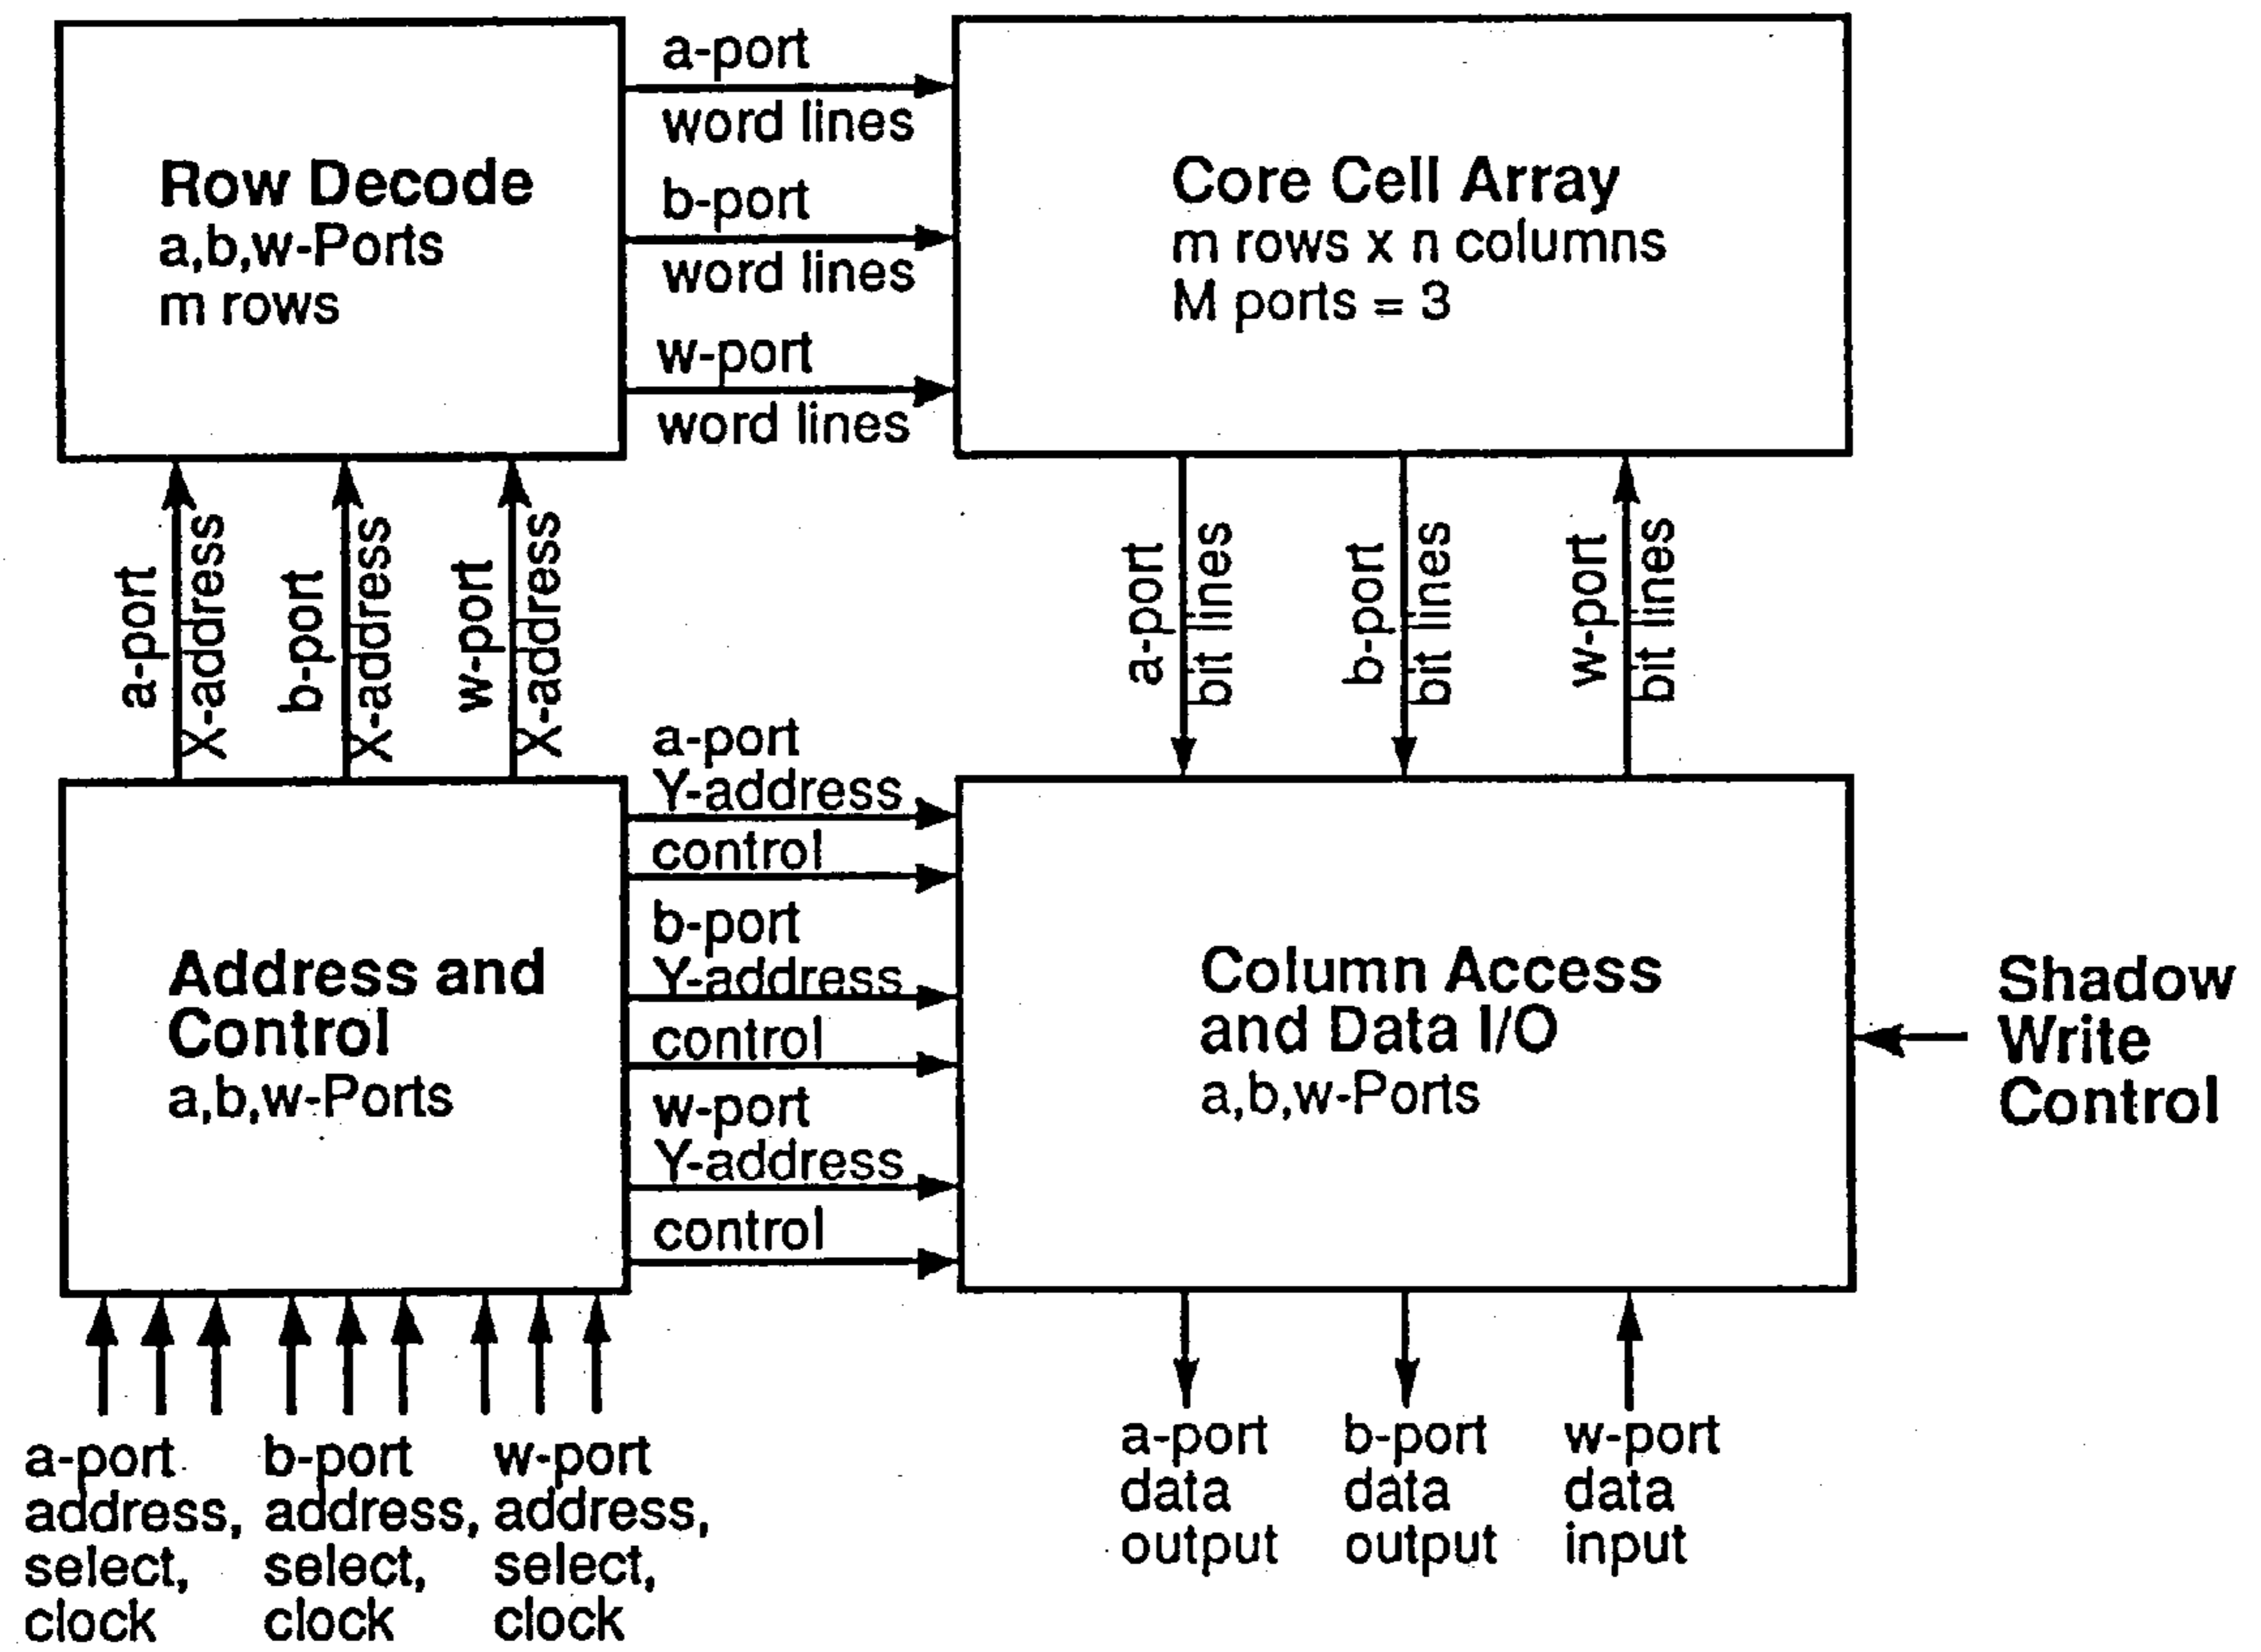 a-port
word lines
b-port
word lines
w-port
word lines
Row Decode
a,b,w-Ports
m rows
Core Cell Array
m rows x n columns
M ports = 3
a-port
X-address
b-port
X-address
w-port
X-address
a-port
bit lines
b-port
bit lines
w-port
bit lines
a-port
Y-address
control
b-port
Y-address
control
w-port
Y-address
control
Address and
Control
a,b,w-Ports
Column Access
and Data I/O
a,b,w-Ports
Shadow
Write
Control
a-port
address,
select,
clock
b-port
address,
select,
clock
w-port
address,
select,
clock
a-port
data
output
b-port
data
output
w-port
data
input